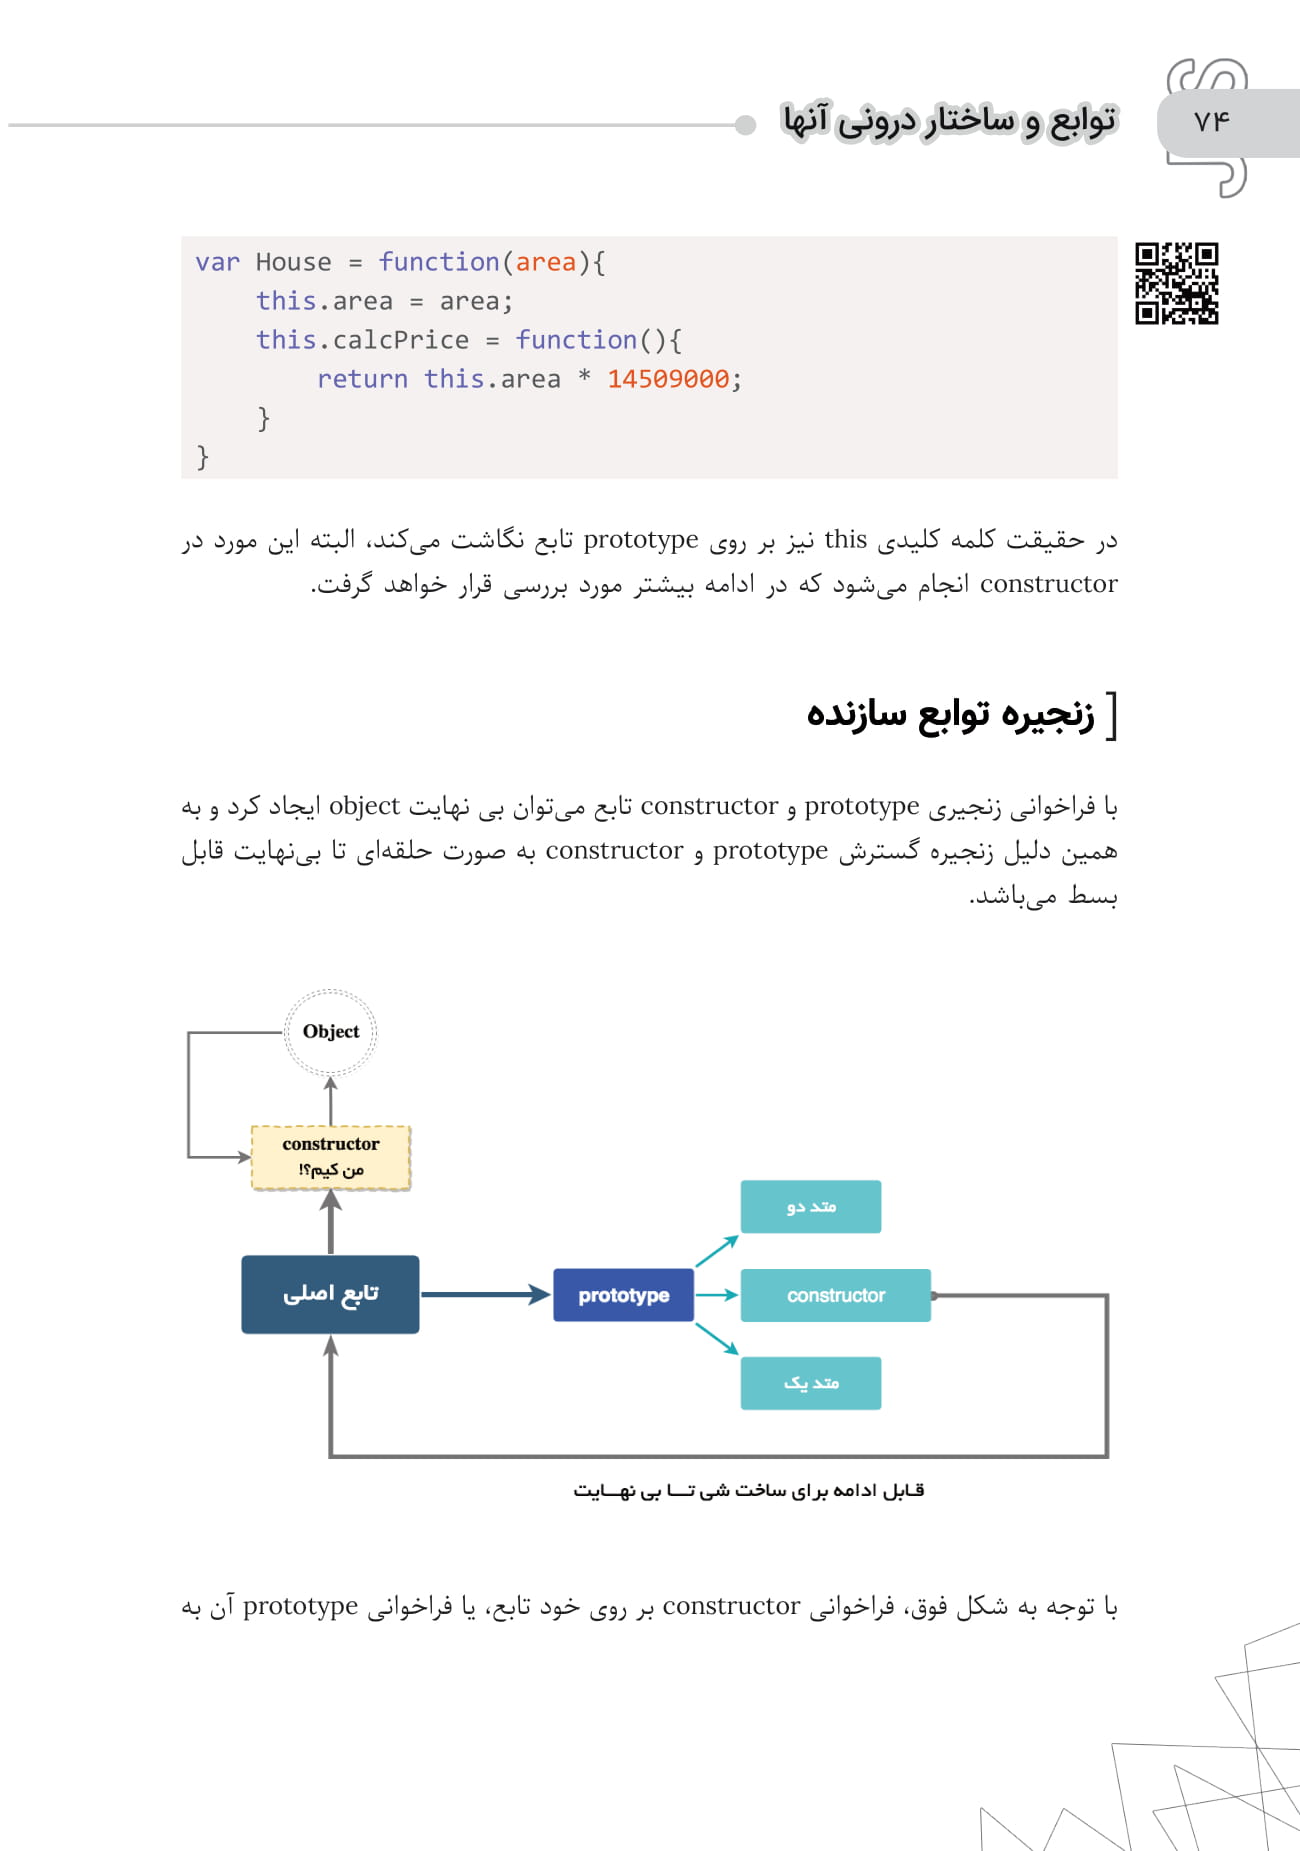 ۷۴
توابع و ساختار درونی آنها
var House = function(area){
    this.area = area;
    this.calcPrice = function(){
        return this.area * 14509000;
    }
}
در حقیقت کلمه کلیدی this نیز بر روی prototype تابع نگاشت می‌کند، البته این مورد در
constructor انجام می‌شود که در ادامه بیشتر مورد بررسی قرار خواهد گرفت.
[ زنجیره توابع سازنده
با فراخوانی زنجیری prototype و constructor تابع می‌توان بی نهایت object ایجاد کرد و به
همین دلیل زنجیره گسترش prototype و constructor به صورت حلقه‌ای تا بی‌نهایت قابل
بسط می‌باشد.
Object
constructor
من کیم؟!
متد دو
تابع اصلی
prototype
constructor
متد یک
قـابل ادامه برای ساخت شی تـــا بی نهـــایت
با توجه به شکل فوق، فراخوانی constructor بر روی خود تابع، یا فراخوانی prototype آن به